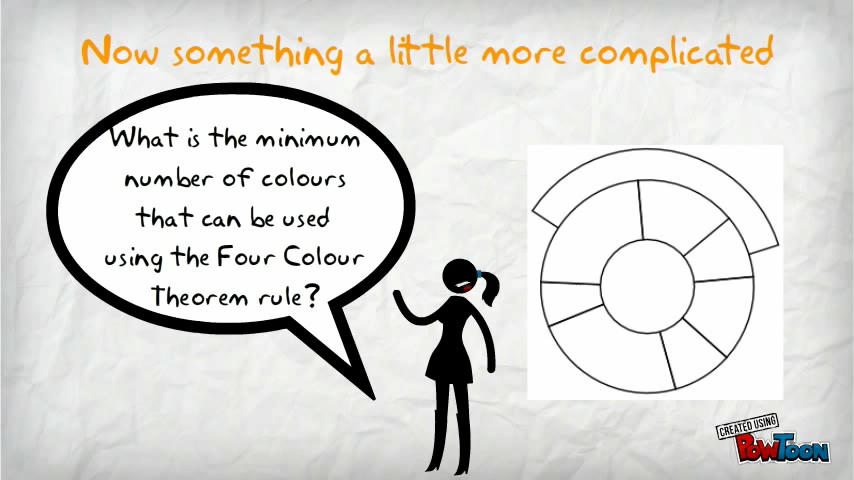 Now something a little more complicated
What is the minimum
number of colours
that can be used
using the Four Colour
Theorem rule?
CREATED USING
POWTOON